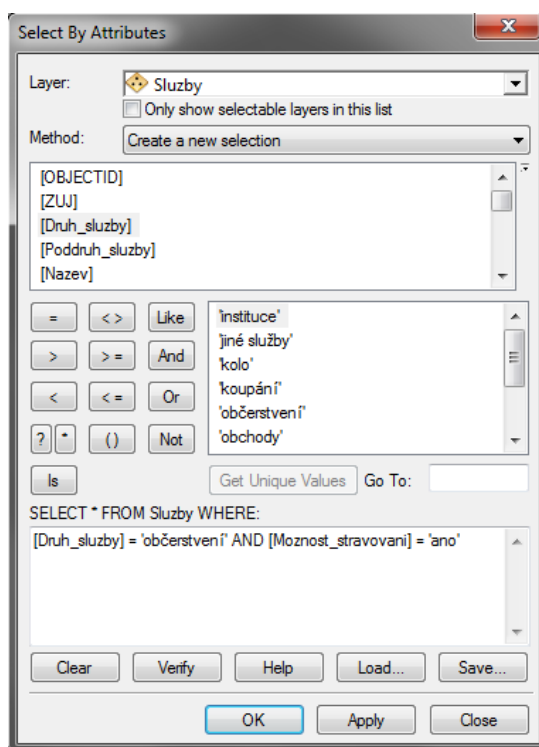 Select By Attributes
Layer: Sluzby
Only show selectable layers in this list
Method: Create a new selection
[OBJECTID]
[ZUJ]
[Druh_sluzby]
[Poddruh_sluzby]
[Nazev]
= < > Like
> > = And
< < = Or
? * ( ) Not
Is
'instituce'
'jiné služby'
'kolo'
'koupání'
'občerstvení'
'obchody'
Get Unique Values Go To:
SELECT * FROM Sluzby WHERE:
[Druh_sluzby] = 'občerstvení' AND [Moznost_stravovani] = 'ano'
Clear Verify Help Load... Save...
OK Apply Close